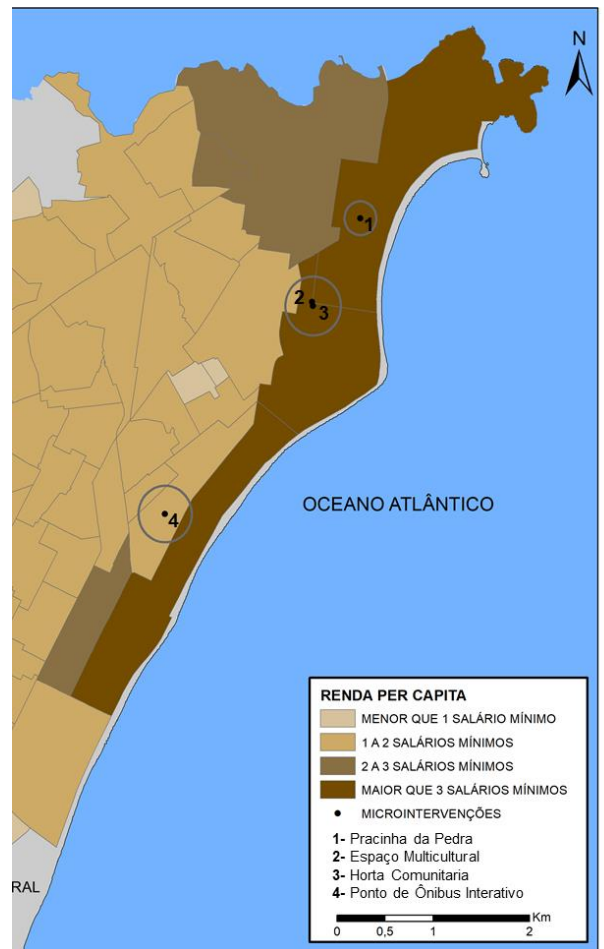 N
1
2
3
OCEANO ATLÂNTICO
4
RENDA PER CAPITA
MENOR QUE 1 SALÁRIO MÍNIMO
1 A 2 SALÁRIOS MÍNIMOS
2 A 3 SALÁRIOS MÍNIMOS
MAIOR QUE 3 SALÁRIOS MÍNIMOS
MICROINTERVENÇÕES
1- Pracinha da Pedra
2- Espaço Multicultural
3- Horta Comunitaria
4- Ponto de Ônibus Interativo
Km
0 0,5 1 2
RAL